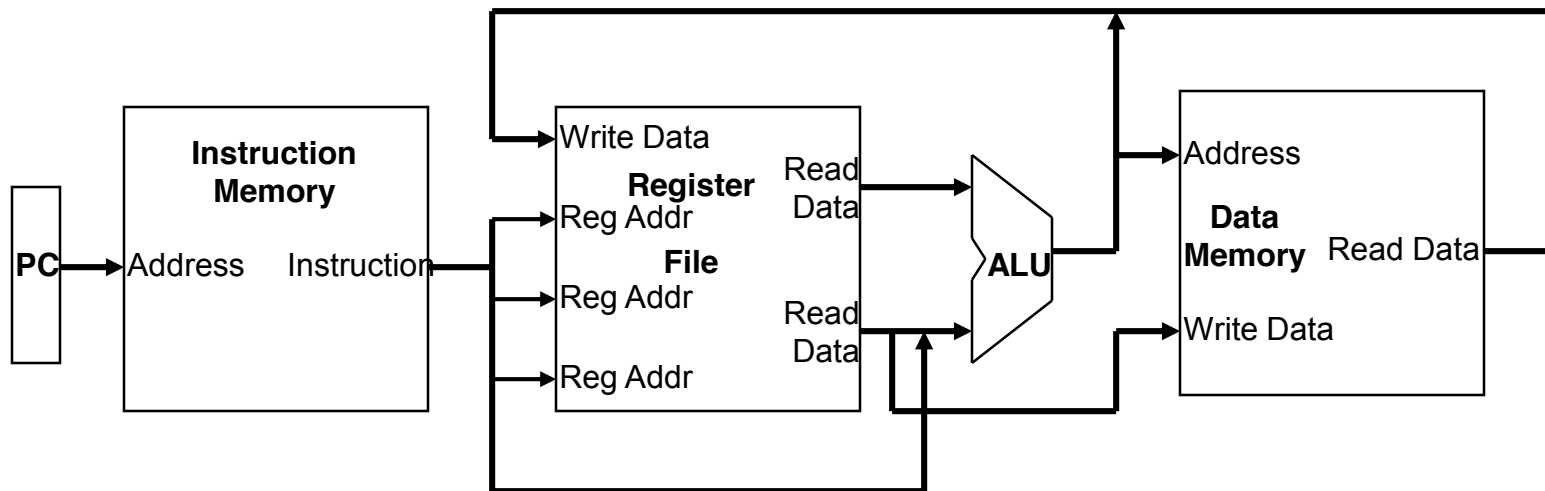 PC
Instruction
Memory
Address
Instruction
Write Data
Register
File
Reg Addr
Reg Addr
Reg Addr
Read
Data
Read
Data
ALU
Address
Data
Memory
Read Data
Write Data